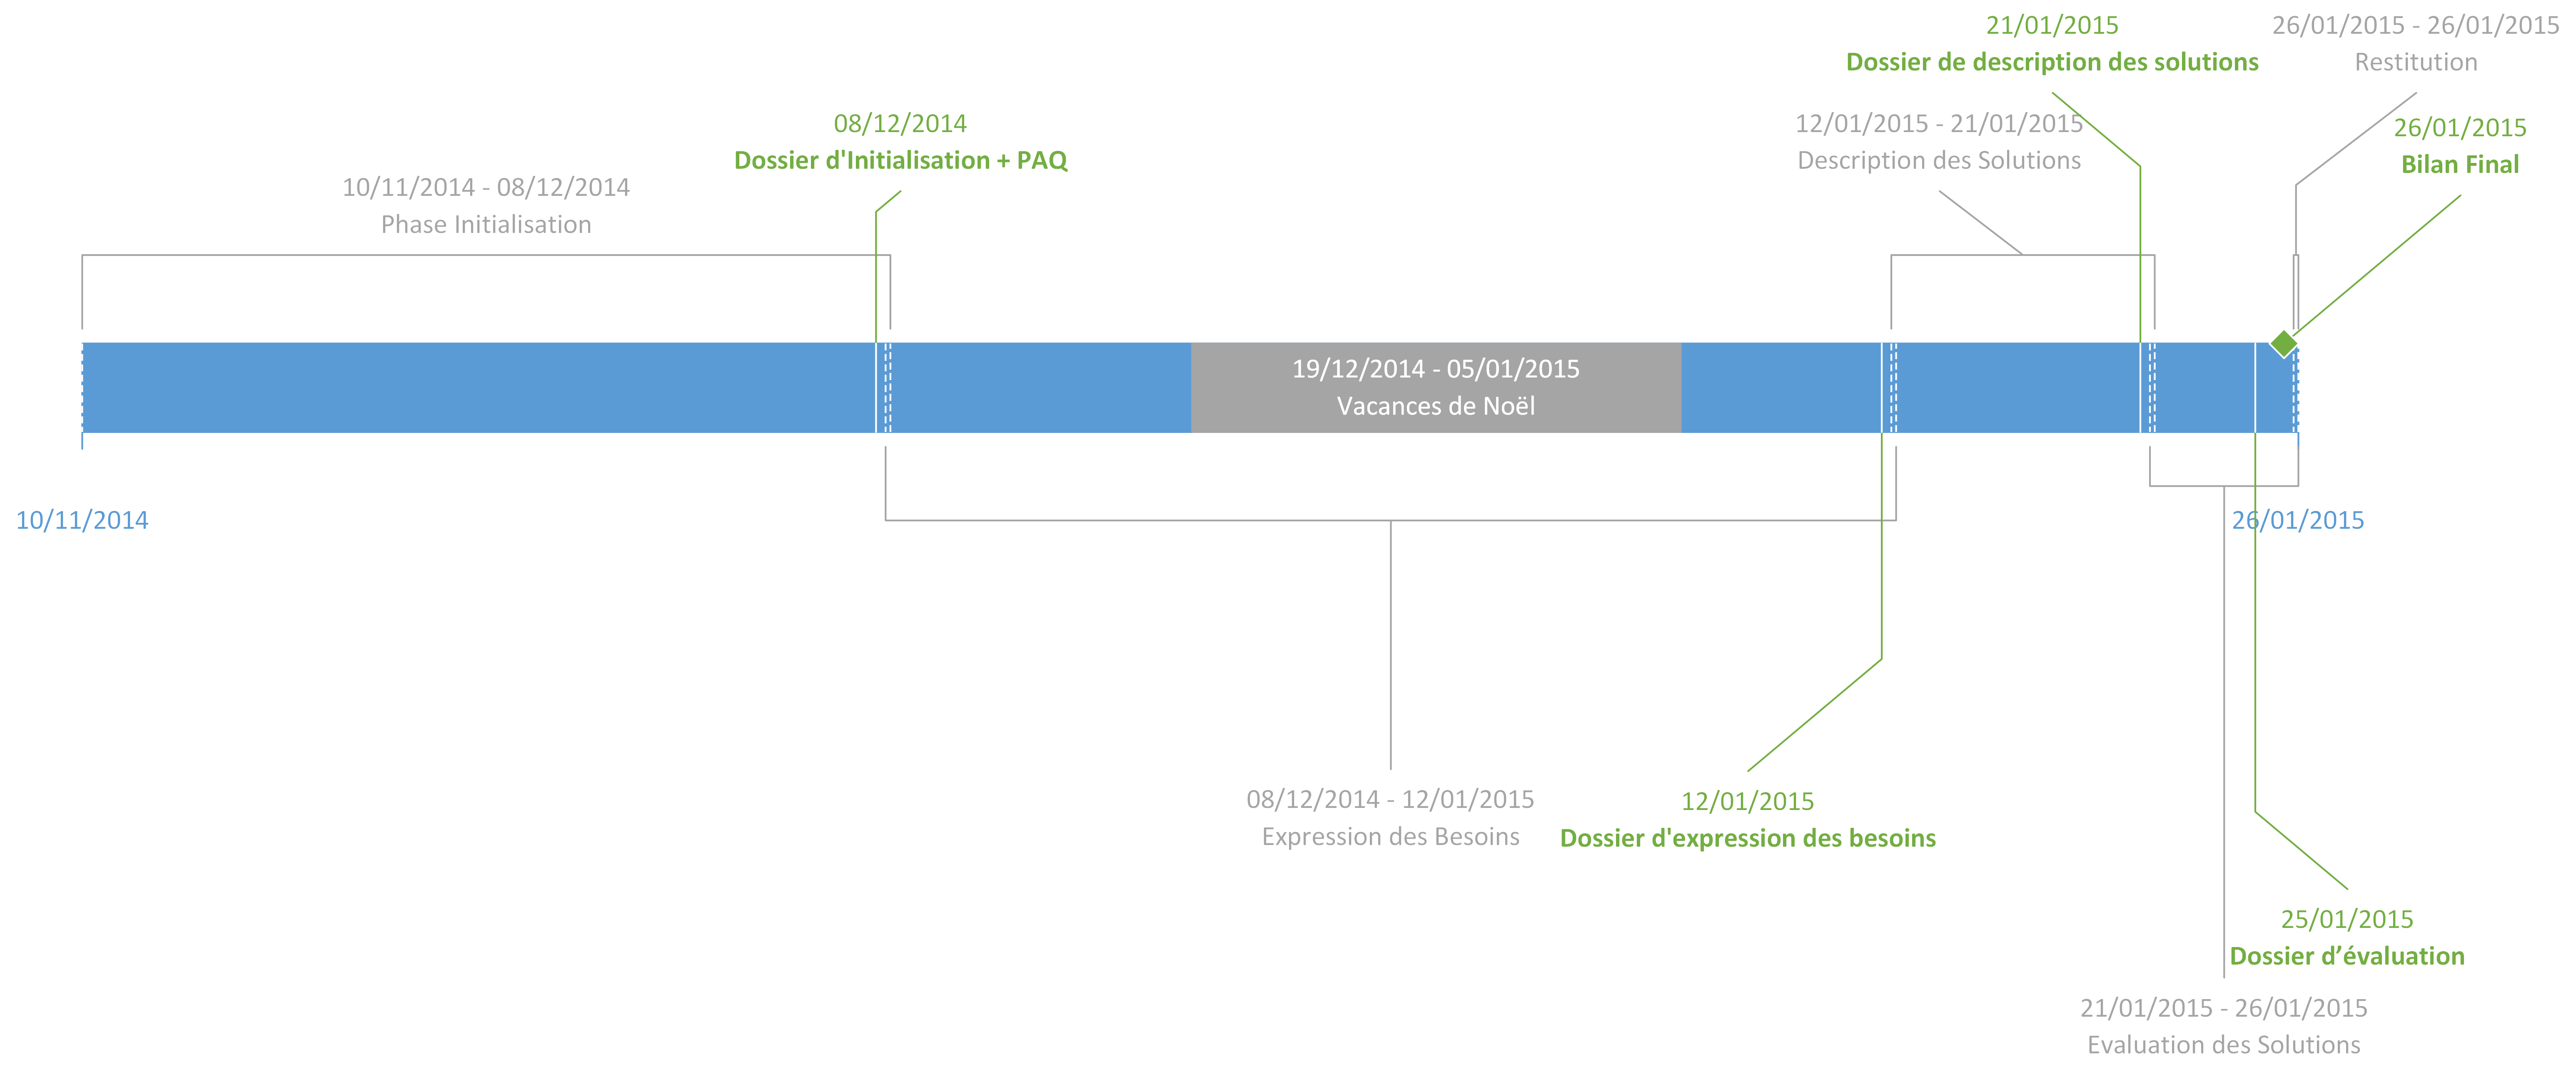 21/01/2015
Dossier de description des solutions
26/01/2015 - 26/01/2015
Restitution
08/12/2014
Dossier d'Initialisation + PAQ
12/01/2015 - 21/01/2015
Description des Solutions
26/01/2015
Bilan Final
10/11/2014 - 08/12/2014
Phase Initialisation
19/12/2014 - 05/01/2015
Vacances de Noël
10/11/2014
26/01/2015
08/12/2014 - 12/01/2015
Expression des Besoins
12/01/2015
Dossier d'expression des besoins
25/01/2015
Dossier d’évaluation
21/01/2015 - 26/01/2015
Evaluation des Solutions